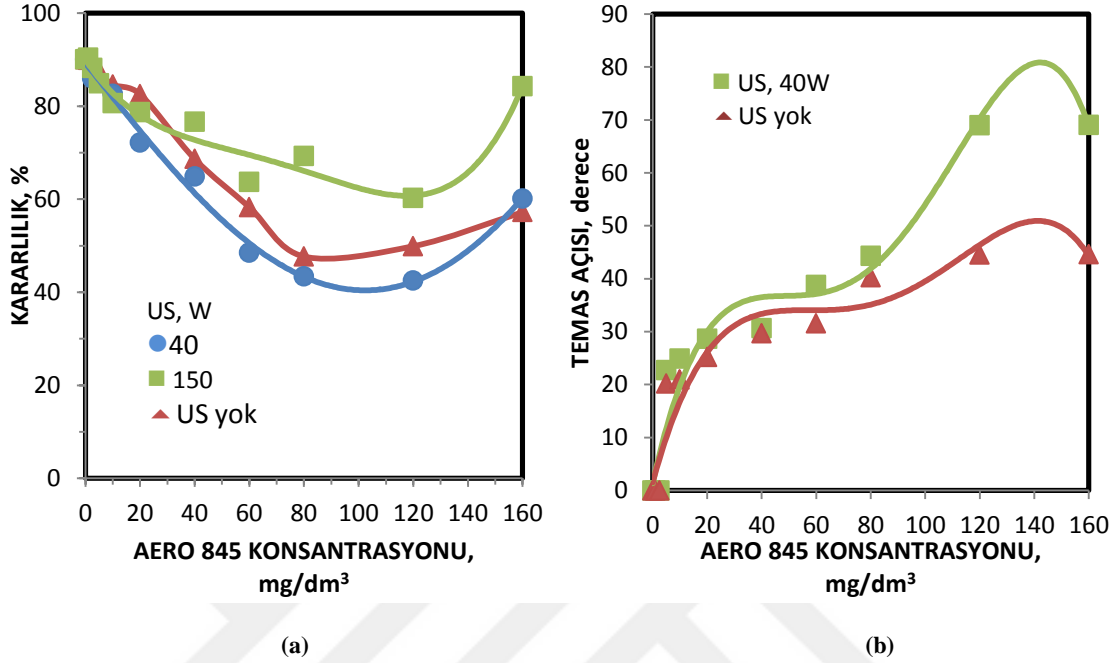 100
80
60
40
20
0
KARARLILIK, %
US, W
40
150
US yok
0 20 40 60 80 100 120 140 160
AERO 845 KONSANTRASYONU,
mg/dm³
(a)
90
80
70
60
50
40
30
20
10
0
TEMAS AÇISI, derece
US, 40W
US yok
0 20 40 60 80 100 120 140 160
AERO 845 KONSANTRASYONU,
mg/dm³
(b)